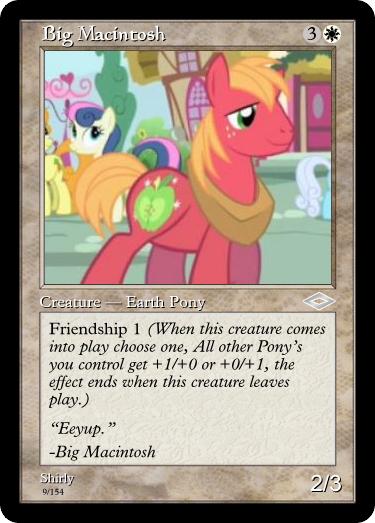 Big Macintosh 3
Creature — Earth Pony
Friendship 1 (When this creature comes
into play choose one, All other Pony's
you control get +1/+0 or +0/+1, the
effect ends when this creature leaves
play.)
“Eeyup.”
-Big Macintosh
Shirly
9/154
2/3